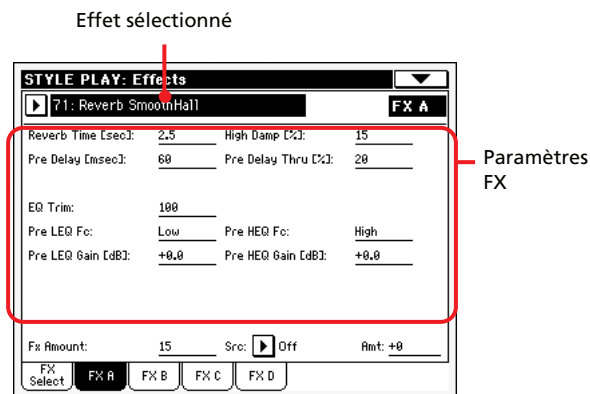 Effet sélectionné
STYLE PLAY: Effects
71: Reverb SmoothHall FX A
Reverb Time [sec]: 2.5 High Damp [%]: 15
Pre Delay [msec]: 60 Pre Delay Thru [%]: 20
EQ Trim: 100
Pre LEQ Fc: Low Pre HEQ Fc: High
Pre LEQ Gain [dB]: +0.0 Pre HEQ Gain [dB]: +0.0
Fx Amount: 15 Src: Off Amt: +0
FX Select FX A FX B FX C FX D
Paramètres
FX